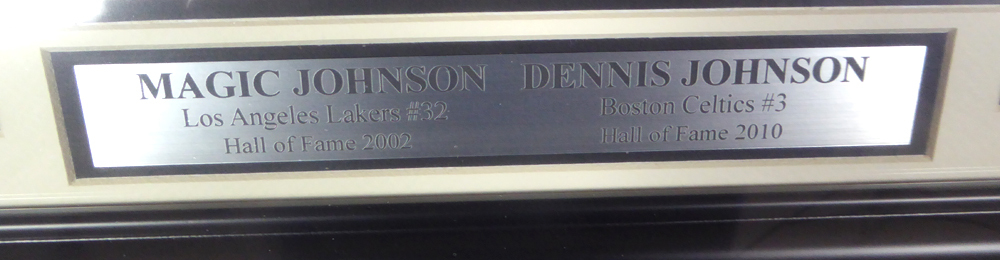 MAGIC JOHNSON
Los Angeles Lakers #32
Hall of Fame 2002
DENNIS JOHNSON
Boston Celtics #3
Hall of Fame 2010